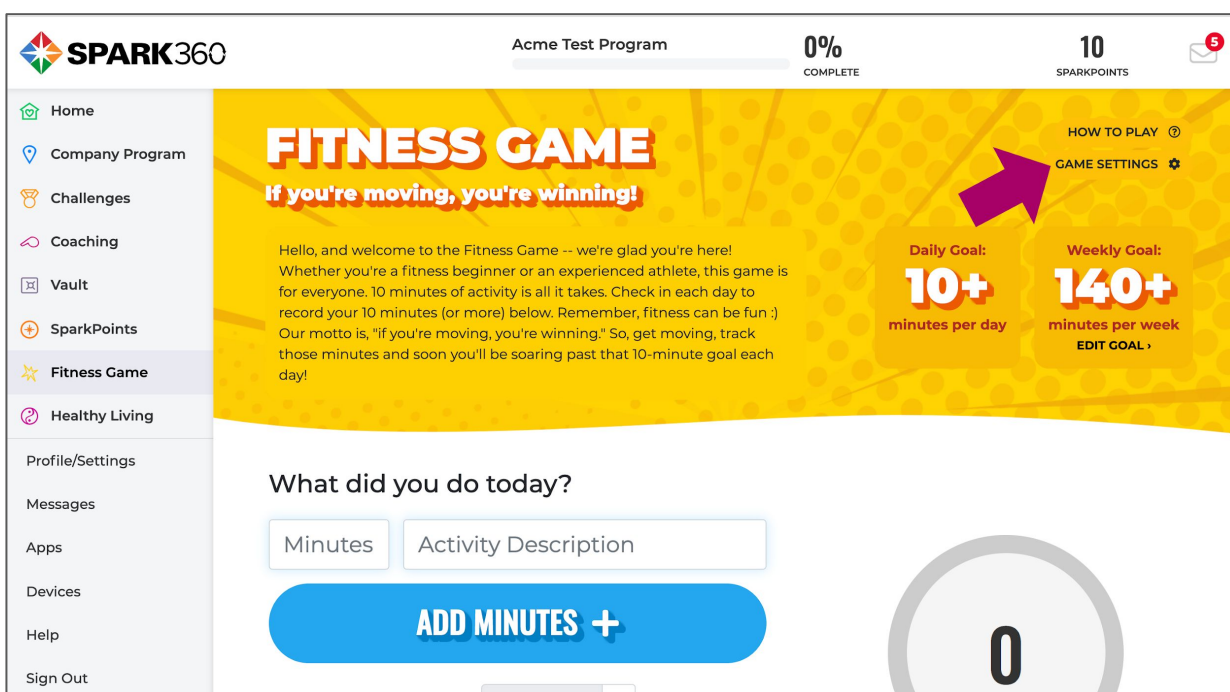 SPARK360
Acme Test Program
0%
COMPLETE
10
SPARKPOINTS
5
Home
Company Program
Challenges
Coaching
Vault
SparkPoints
Fitness Game
Healthy Living
Profile/Settings
Messages
Apps
Devices
Help
Sign Out
FITNESS GAME
If you're moving, you're winning!
HOW TO PLAY ?
GAME SETTINGS
Hello, and welcome to the Fitness Game -- we're glad you're here!
Whether you're a fitness beginner or an experienced athlete, this game is
for everyone. 10 minutes of activity is all it takes. Check in each day to
record your 10 minutes (or more) below. Remember, fitness can be fun :)
Our motto is, "if you're moving, you're winning." So, get moving, track
those minutes and soon you'll be soaring past that 10-minute goal each
day!
Daily Goal:
10+
minutes per day
Weekly Goal:
140+
minutes per week
EDIT GOAL ›
What did you do today?
Minutes
Activity Description
ADD MINUTES +
0